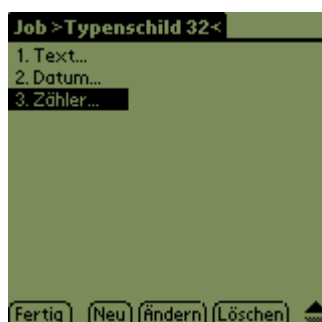 Job >Typenschild 32<
1. Text...
2. Datum...
3. Zähler...
Fertig Neu Ändern Löschen